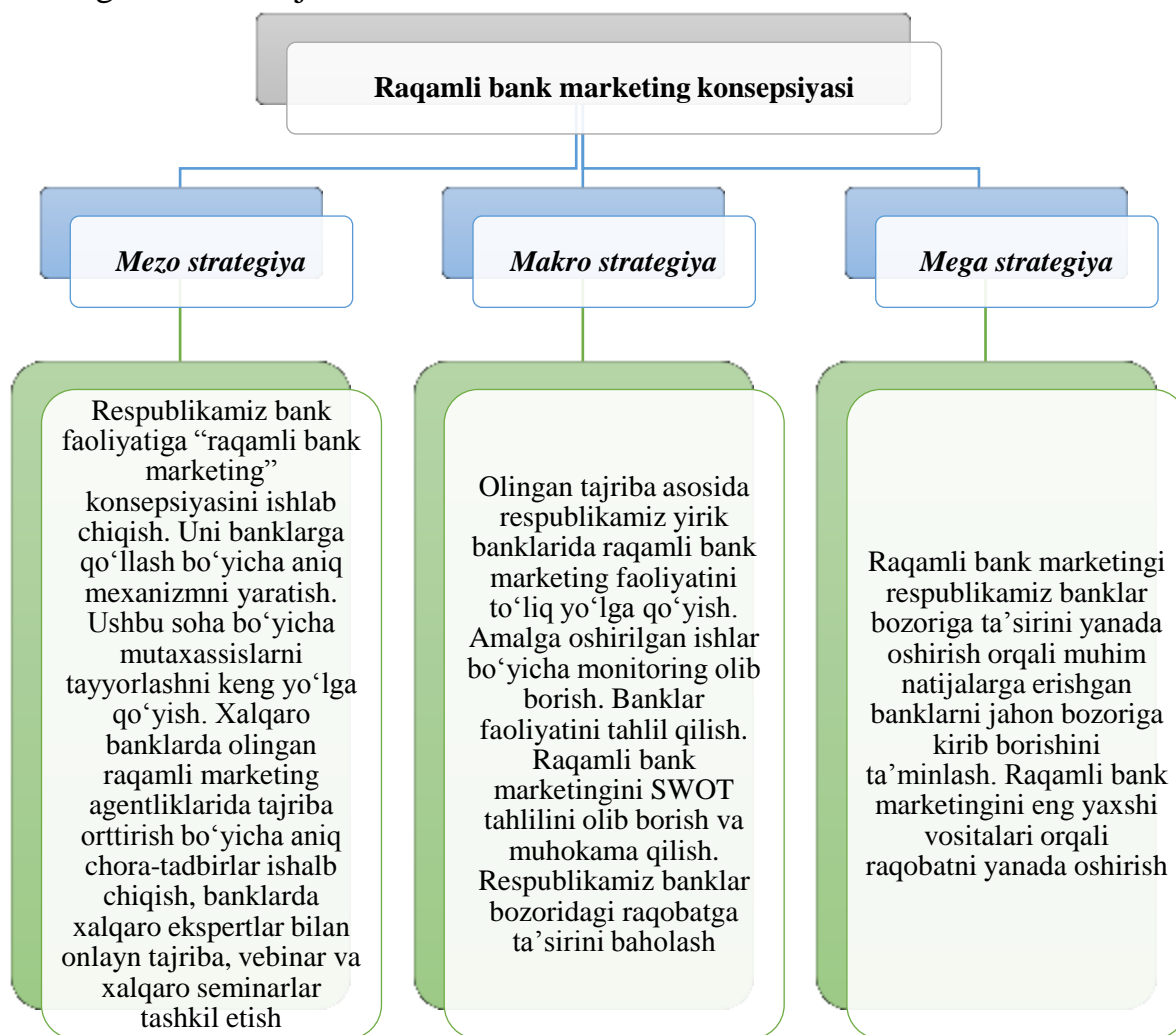 Raqamli bank marketing konsepsiyasi
Mezo strategiya
Makro strategiya
Mega strategiya
Respublikamiz bank
faoliyatiga “raqamli bank
marketing”
konsepsiyasini ishlab
chiqish. Uni banklarga
qo‘llash bo‘yicha aniq
mexanizmni yaratish.
Ushbu soha bo‘yicha
mutaxassislarni
tayyorlashni keng yo‘lga
qo‘yish. Xalqaro
banklarda olingan
raqamli marketing
agentliklarida tajriba
orttirish bo‘yicha aniq
chora-tadbirlar ishalb
chiqish, banklarda
xalqaro ekspertlar bilan
onlayn tajriba, vebinar va
xalqaro seminarlar
tashkil etish
Olingan tajriba asosida
respublikamiz yirik
banklarida raqamli bank
marketing faoliyatini
to‘liq yo‘lga qo‘yish.
Amalga oshirilgan ishlar
bo‘yicha monitoring olib
borish. Banklar
faoliyatini tahlil qilish.
Raqamli bank
marketingini SWOT
tahlilini olib borish va
muhokama qilish.
Respublikamiz banklar
bozoridagi raqobatga
ta’sirini baholash
Raqamli bank marketingi
respublikamiz banklar
bozoriga ta’sirini yanada
oshirish orqali muhim
natijalarga erishgan
banklarni jahon bozoriga
kirib borishini
ta’minlash. Raqamli bank
marketingini eng yaxshi
vositalari orqali
raqobatni yanada oshirish